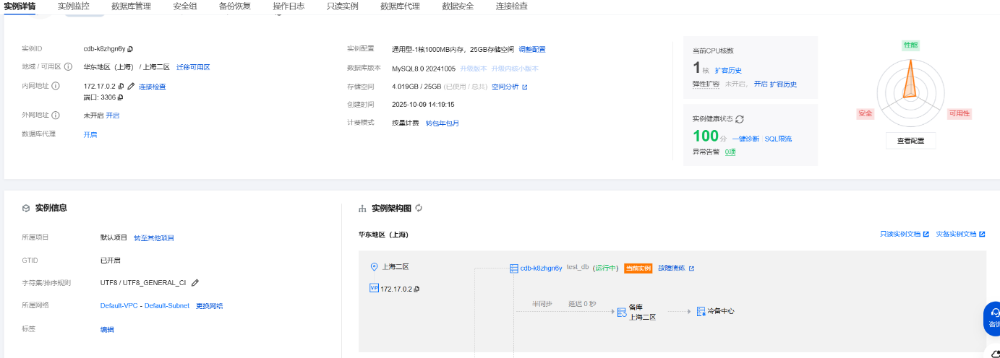 实例详情 实例监控 数据库管理 安全组 备份恢复 操作日志 只读实例 数据库代理 数据安全 连接检查
实例ID cdb-k8zhgn6y
地域 / 可用区 华东地区（上海） / 上海二区 迁移可用区
内网地址 172.17.0.2 连接检查
端口: 3306
外网地址 未开启 开启
数据库代理 开启
实例配置 通用型-1核1000MB内存，25GB存储空间 调整配置
数据库版本 MySQL8.0 20241005 升级版本 升级内核小版本
存储空间 4.019GB / 25GB (已使用 / 总共) 空间分析
创建时间 2025-10-09 14:19:15
计费模式 按量计费 转包年包月
当前CPU核数
1 核 扩容历史
弹性扩容 未开启， 开启 扩容历史
实例健康状态
100 分 一键诊断 SQL限流
异常告警 0项
性能
安全 可用性
查看配置
实例信息
所属项目 默认项目 转至其他项目
GTID 已开启
字符集/排序规则 UTF8 / UTF8_GENERAL_CI
所属网络 Default-VPC - Default-Subnet 更换网络
标签 编辑
实例架构图
华东地区（上海） 只读实例文档 灾备实例文档
上海二区
VIP 172.17.0.2
cdb-k8zhgn6y test_db (运行中) 当前实例 故障演练
半同步 延迟 0 秒
备库
上海二区
冷备中心
咨询